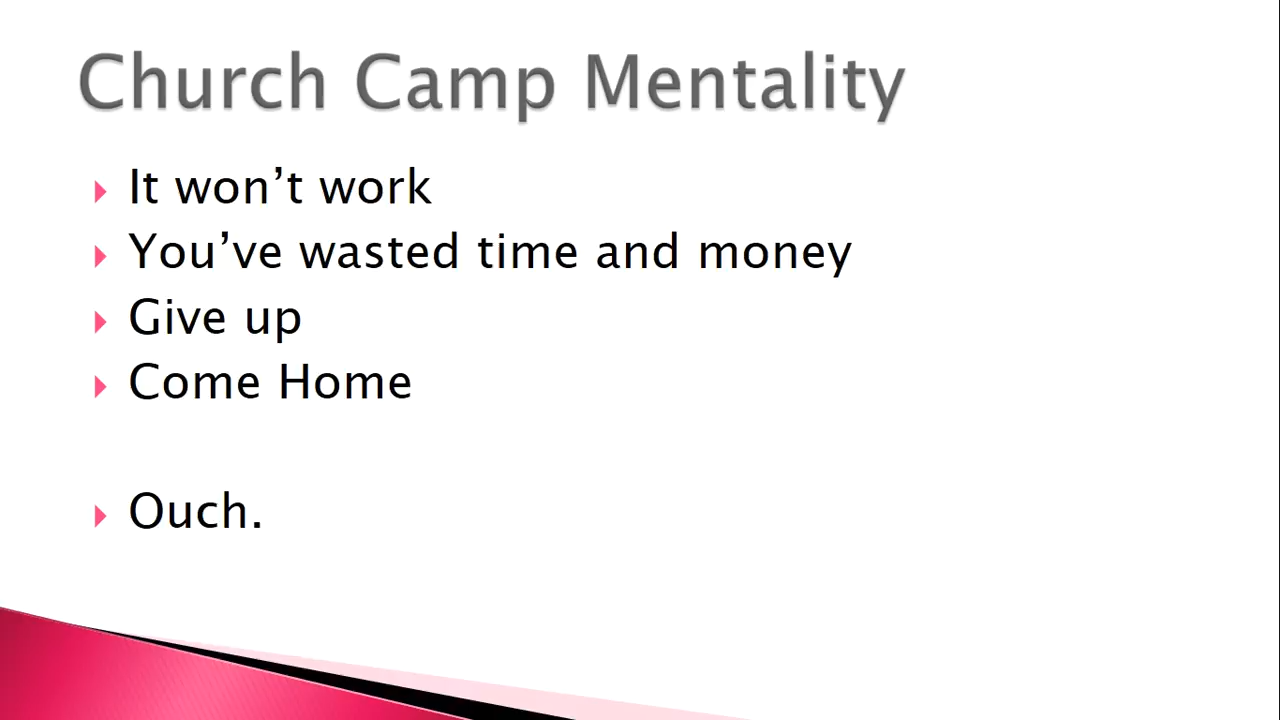 Church Camp Mentality
It won’t work
You’ve wasted time and money
Give up
Come Home
Ouch.